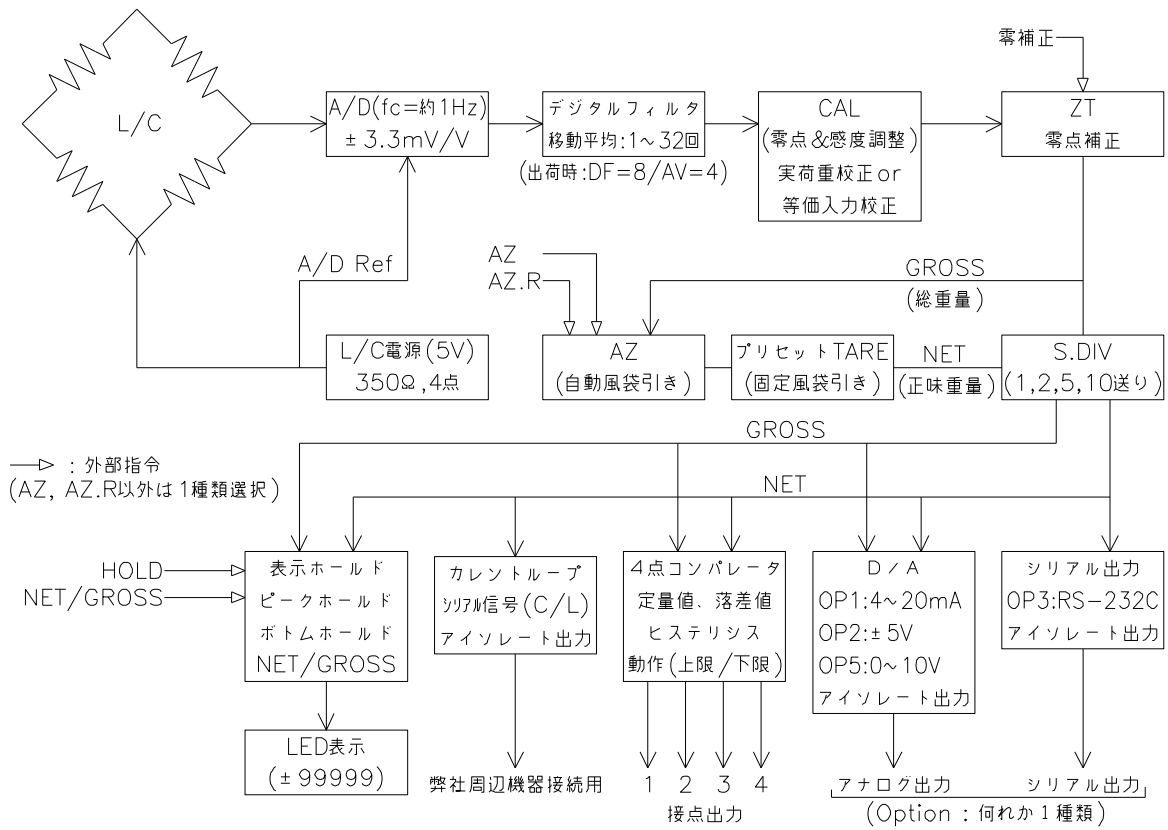 零補正
L/C
A/D(fc=約1Hz)
±3.3mV/V
デジタルフィルタ
移動平均:1~32回
(出荷時:DF=8/AV=4)
CAL
(零点&感度調整)
実荷重校正or
等価入力校正
ZT
零点補正
A/D Ref
AZ
AZ.R
GROSS
(総重量)
L/C電源(5V)
350Ω,4点
AZ
(自動風袋引き)
プリセットTARE
(固定風袋引き)
NET
(正味重量)
S.DIV
(1,2,5,10送り)
GROSS
: 外部指令
(AZ, AZ.R以外は1種類選択)
NET
HOLD
NET/GROSS
表示ホールド
ピークホールド
ボトムホールド
NET/GROSS
カレントループ
シリアル信号(C/L)
アイソレート出力
4点コンパレータ
定量値、落差値
ヒステリシス
動作(上限/下限)
D/A
OP1:4~20mA
OP2:±5V
OP5:0~10V
アイソレート出力
シリアル出力
OP3:RS-232C
アイソレート出力
LED表示
(±99999)
弊社周辺機器接続用
1 2 3 4
接点出力
アナログ出力
シリアル出力
(Option : 何れか1種類)